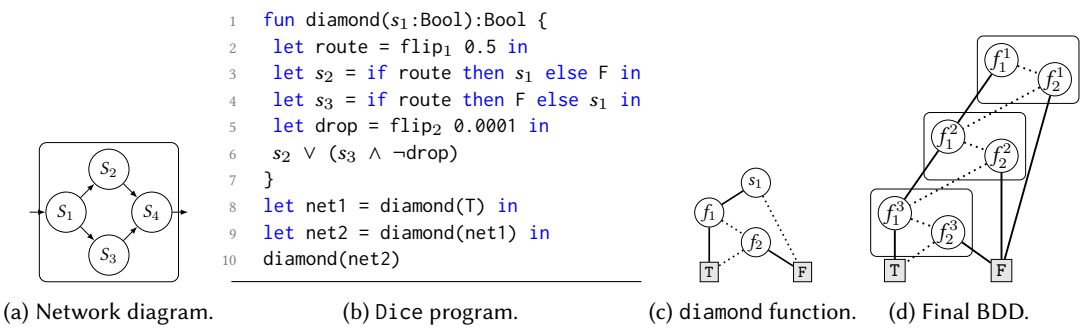 S₁
S₂
S₃
S₄
(a) Network diagram.
1 fun diamond(s₁:Bool):Bool {
2 let route = flip₁ 0.5 in
3 let s₂ = if route then s₁ else F in
4 let s₃ = if route then F else s₁ in
5 let drop = flip₂ 0.0001 in
6 s₂ ∨ (s₃ ∧ ¬drop)
7 }
8 let net1 = diamond(T) in
9 let net2 = diamond(net1) in
10 diamond(net2)
(b) Dice program.
s₁
f₁
f₂
T F
(c) diamond function.
f₁¹
f₂¹
f₁²
f₂²
f₁³
f₂³
T F
(d) Final BDD.